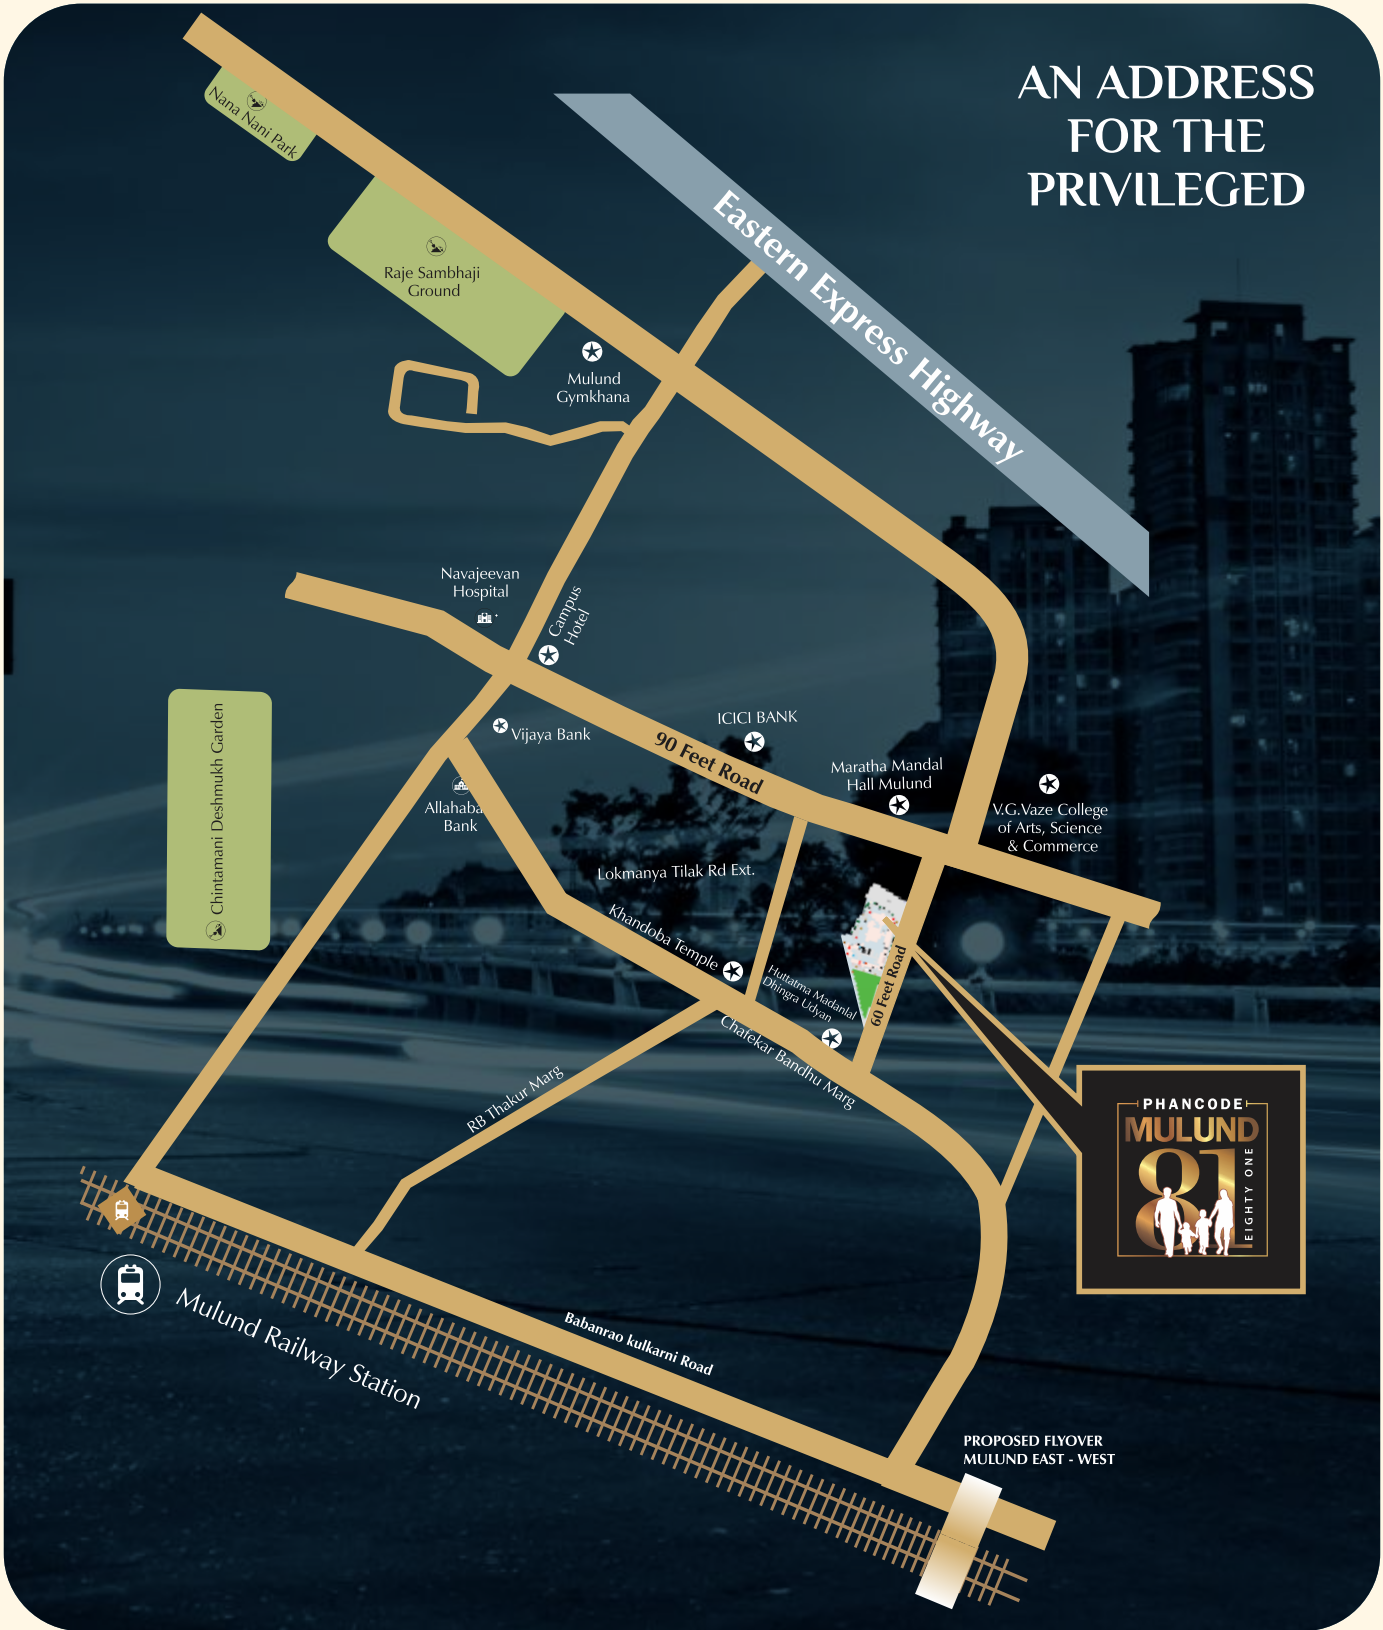 AN ADDRESS
FOR THE
PRIVILEGED
Nana Nani Park
Eastern Express Highway
Raje Sambhaji
Ground
Mulund
Gymkhana
Navajeevan
Hospital
Campus
Hotel
Chintamani Deshmukh Garden
Vijaya Bank
ICICI BANK
90 Feet Road
Maratha Mandal
Hall Mulund
V.G.Vaze College
of Arts, Science
& Commerce
Allahaba
Bank
Lokmanya Tilak Rd Ext.
Khandoba Temple
Huttatma Madanlal
Dhingra Udyan
60 Feet Road
Chafekar Bandhu Marg
RB Thakur Marg
PHANCODE
MULUND
81
EIGHTY ONE
Mulund Railway Station
Babanrao kulkarni Road
PROPOSED FLYOVER
MULUND EAST - WEST